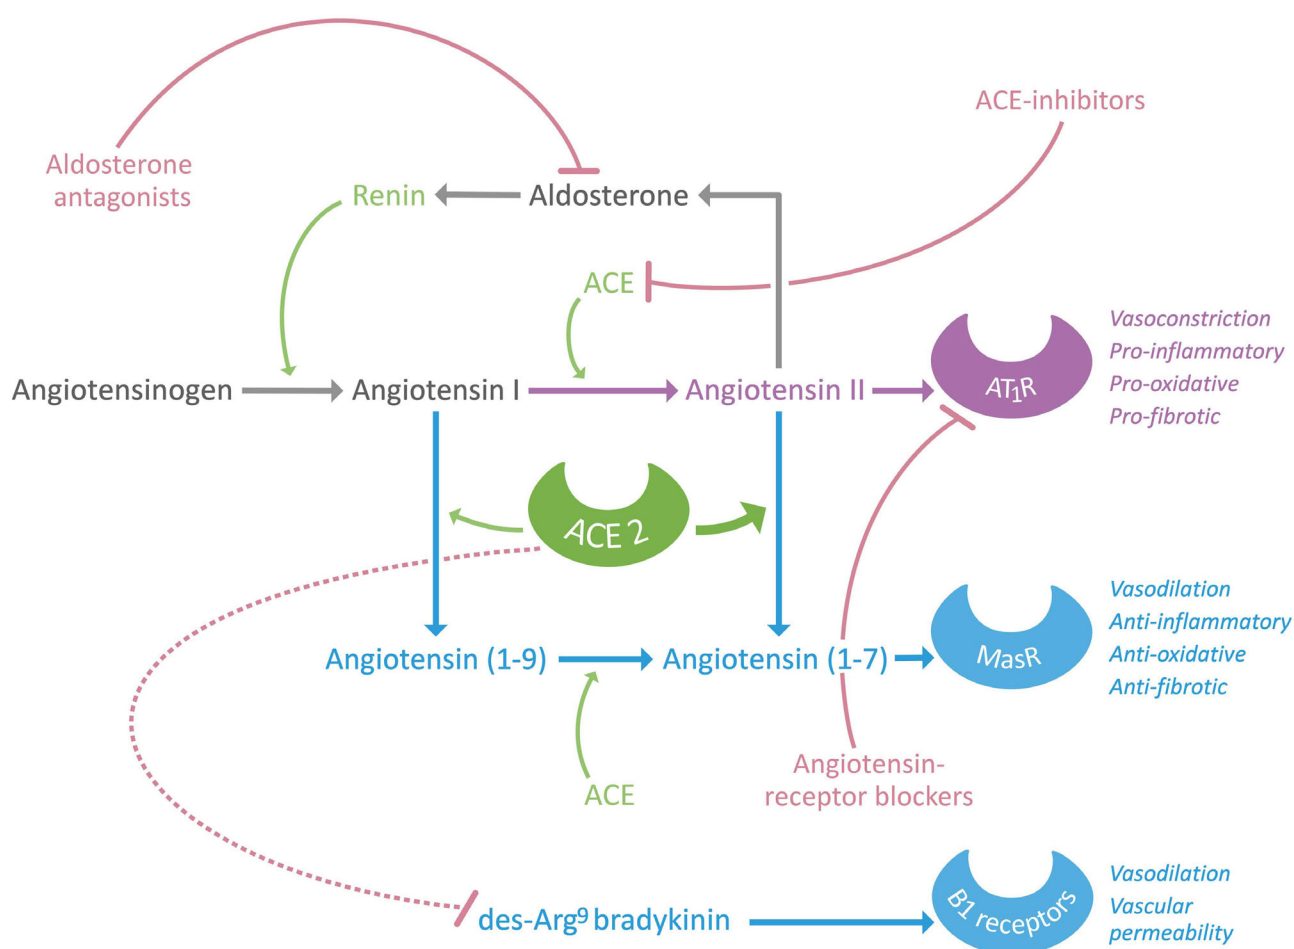 ACE-inhibitors
Aldosterone
antagonists
Renin
Aldosterone
ACE
Vasoconstriction
Pro-inflammatory
Pro-oxidative
Pro-fibrotic
Angiotensinogen
Angiotensin I
Angiotensin II
AT₁R
ACE 2
Vasodilation
Anti-inflammatory
Anti-oxidative
Anti-fibrotic
Angiotensin (1-9)
Angiotensin (1-7)
MasR
Angiotensin-
receptor blockers
ACE
des-Arg⁹ bradykinin
B1 receptors
Vasodilation
Vascular
permeability